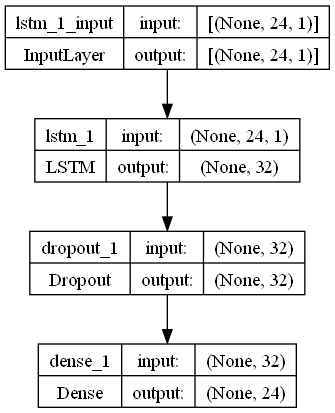 lstm_1_input input: [(None, 24, 1)]
InputLayer output: [(None, 24, 1)]
lstm_1 input: (None, 24, 1)
LSTM output: (None, 32)
dropout_1 input: (None, 32)
Dropout output: (None, 32)
dense_1 input: (None, 32)
Dense output: (None, 24)